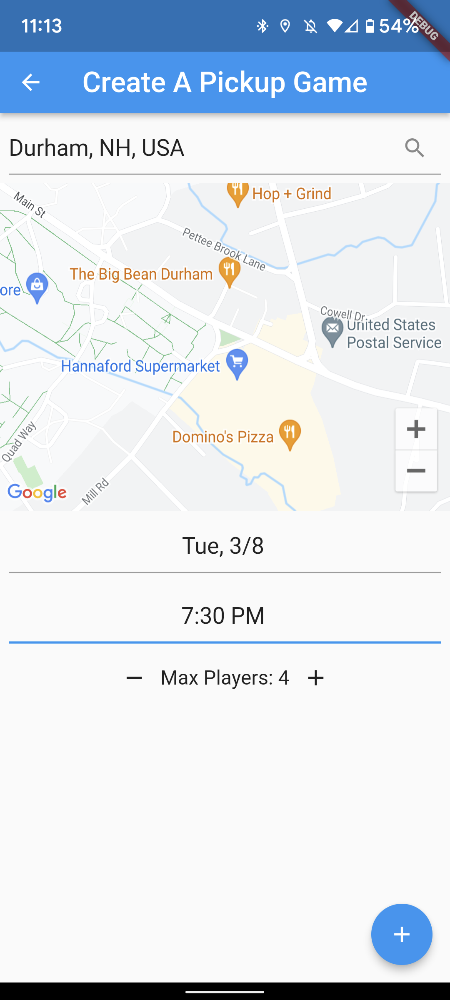 11:13
54%
DEBUG
Create A Pickup Game
Durham, NH, USA
Hop + Grind
Main St
Pettee Brook Lane
The Big Bean Durham
ore
Cowell Dr
United States
Postal Service
Hannaford Supermarket
+
Domino's Pizza
Quad Way
−
Mill Rd
Google
Tue, 3/8
7:30 PM
− Max Players: 4 +
+